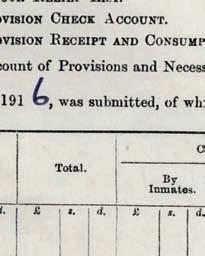 OVISION CHECK ACCOUNT.
OVISION RECEIPT AND CONSUMP
count of Provisions and Necess
191 6, was submitted, of wh
Total.
By
Inmates.
d. £ s. d. £ s. d.